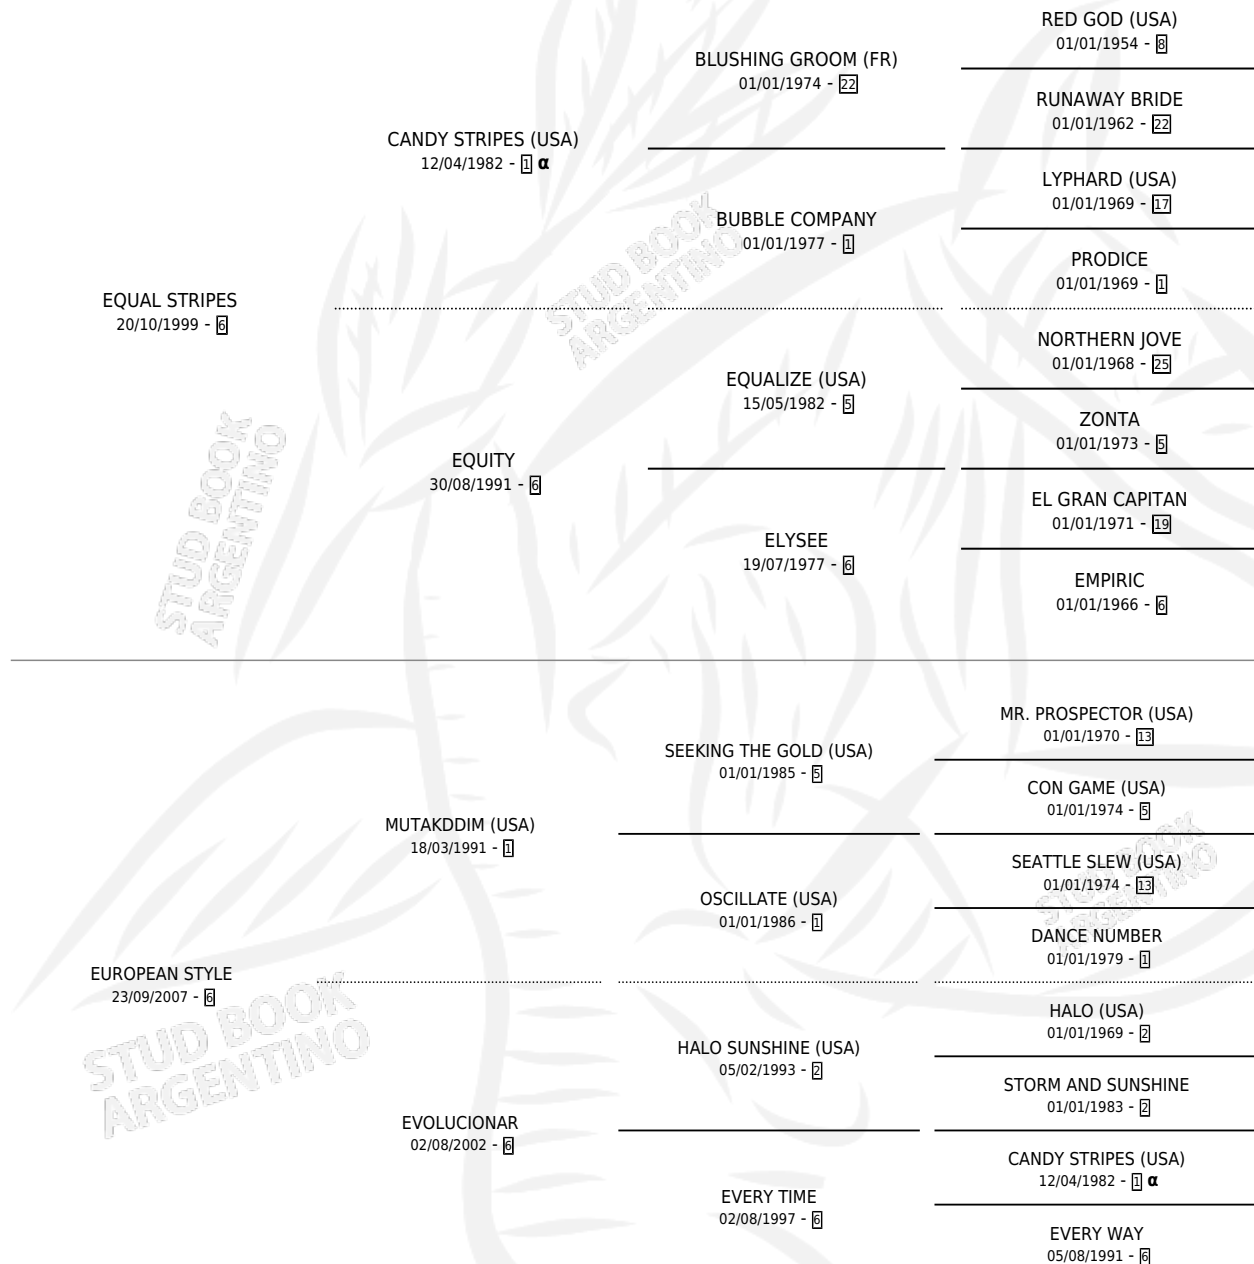 RED GOD (USA)
01/01/1954 - 8
BLUSHING GROOM (FR)
01/01/1974 - 22
RUNAWAY BRIDE
01/01/1962 - 22
CANDY STRIPES (USA)
12/04/1982 - 1 α
LYPHARD (USA)
01/01/1969 - 17
BUBBLE COMPANY
01/01/1977 - 1
PRODICE
01/01/1969 - 1
STUD BOOK
ARGENTINO
EQUAL STRIPES
20/10/1999 - 6
NORTHERN JOVE
01/01/1968 - 25
EQUALIZE (USA)
15/05/1982 - 5
ZONTA
01/01/1973 - 5
EQUITY
30/08/1991 - 6
EL GRAN CAPITAN
01/01/1971 - 19
ELYSEE
19/07/1977 - 6
EMPIRIC
01/01/1966 - 6
STUD BOOK
ARGENTINO
MR. PROSPECTOR (USA)
01/01/1970 - 13
SEEKING THE GOLD (USA)
01/01/1985 - 5
CON GAME (USA)
01/01/1974 - 5
MUTAKDDIM (USA)
18/03/1991 - 1
SEATTLE SLEW (USA)
01/01/1974 - 13
OSCILLATE (USA)
01/01/1986 - 1
DANCE NUMBER
01/01/1979 - 1
STUD BOOK
ARGENTINO
EUROPEAN STYLE
23/09/2007 - 6
HALO (USA)
01/01/1969 - 2
HALO SUNSHINE (USA)
05/02/1993 - 2
STORM AND SUNSHINE
01/01/1983 - 2
STUD BOOK
ARGENTINO
EVOLUCIONAR
02/08/2002 - 6
CANDY STRIPES (USA)
12/04/1982 - 1 α
EVERY TIME
02/08/1997 - 6
EVERY WAY
05/08/1991 - 6